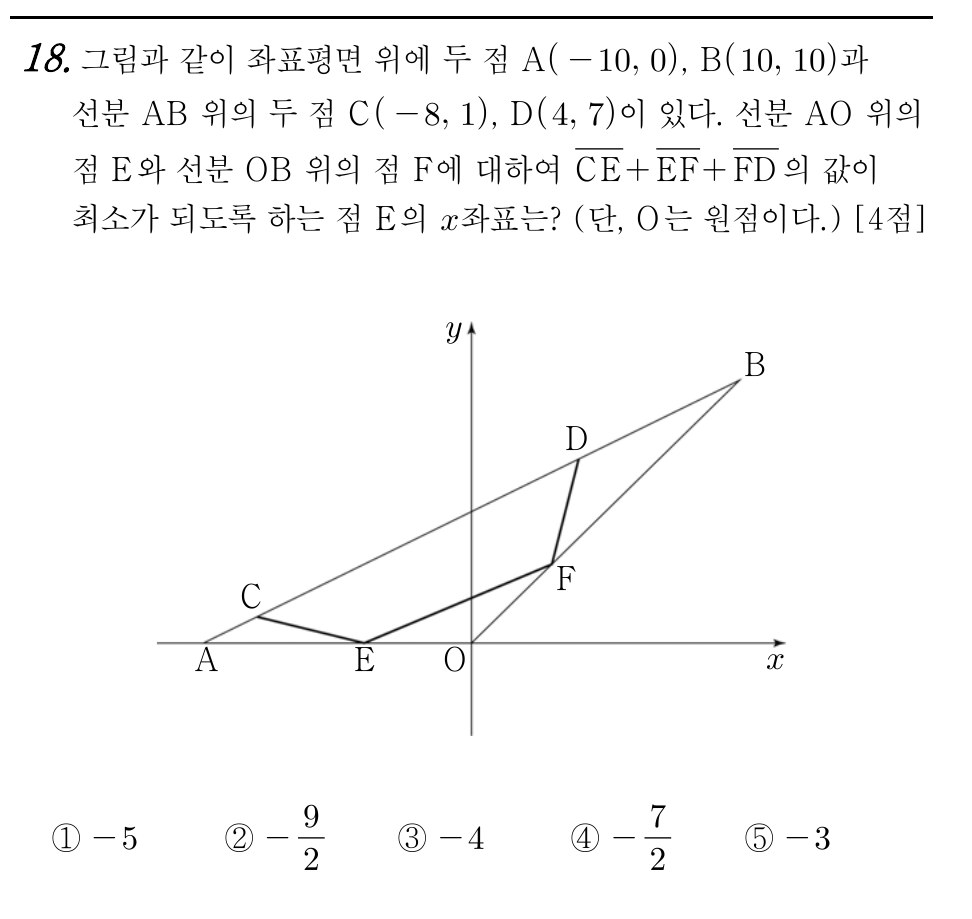 18. 그림과 같이 좌표평면 위에 두 점 A(−10, 0), B(10, 10)과
선분 AB 위의 두 점 C(−8, 1), D(4, 7)이 있다. 선분 AO 위의
점 E와 선분 OB 위의 점 F에 대하여 C̅E̅+E̅F̅+F̅D̅의 값이
최소가 되도록 하는 점 E의 x좌표는? (단, O는 원점이다.) [4점]
y
B
D
C
F
A E O x
① −5 ② −9/2 ③ −4 ④ −7/2 ⑤ −3